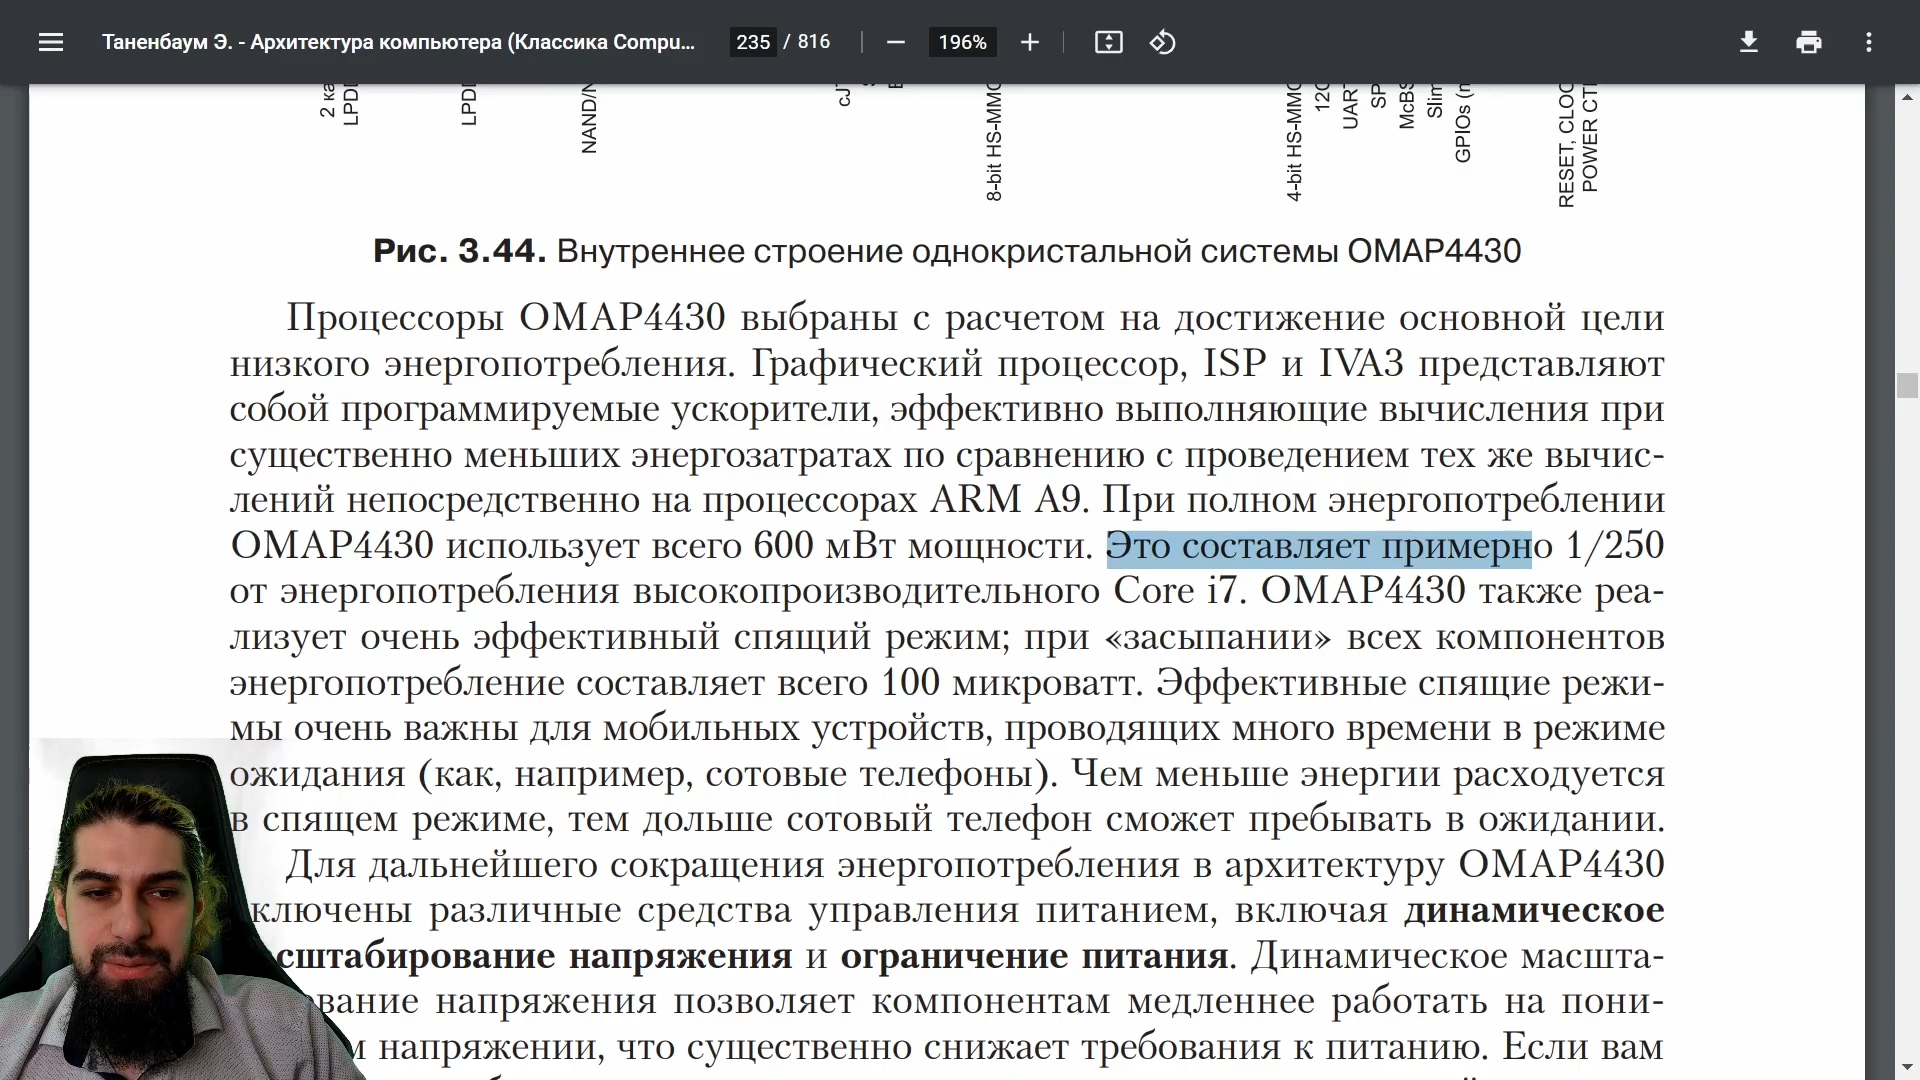 Таненбаум Э. - Архитектура компьютера (Классика Compu...
235 / 816
196%
8-bit HS-MMC
4-bit HS-MMC
Рис. 3.44. Внутреннее строение однокристальной системы OMAP4430
Процессоры OMAP4430 выбраны с расчетом на достижение основной цели
низкого энергопотребления. Графический процессор, ISP и IVA3 представляют
собой программируемые ускорители, эффективно выполняющие вычисления при
существенно меньших энергозатратах по сравнению с проведением тех же вычис-
лений непосредственно на процессорах ARM A9. При полном энергопотреблении
OMAP4430 использует всего 600 мВт мощности. Это составляет примерно 1/250
от энергопотребления высокопроизводительного Core i7. OMAP4430 также реа-
лизует очень эффективный спящий режим; при «засыпании» всех компонентов
энергопотребление составляет всего 100 микроватт. Эффективные спящие режи-
мы очень важны для мобильных устройств, проводящих много времени в режиме
ожидания (как, например, сотовые телефоны). Чем меньше энергии расходуется
в спящем режиме, тем дольше сотовый телефон сможет пребывать в ожидании.
Для дальнейшего сокращения энергопотребления в архитектуру OMAP4430
ключены различные средства управления питанием, включая динамическое
сштабирование напряжения и ограничение питания. Динамическое масшта-
ование напряжения позволяет компонентам медленнее работать на пони-
м напряжении, что существенно снижает требования к питанию. Если вам